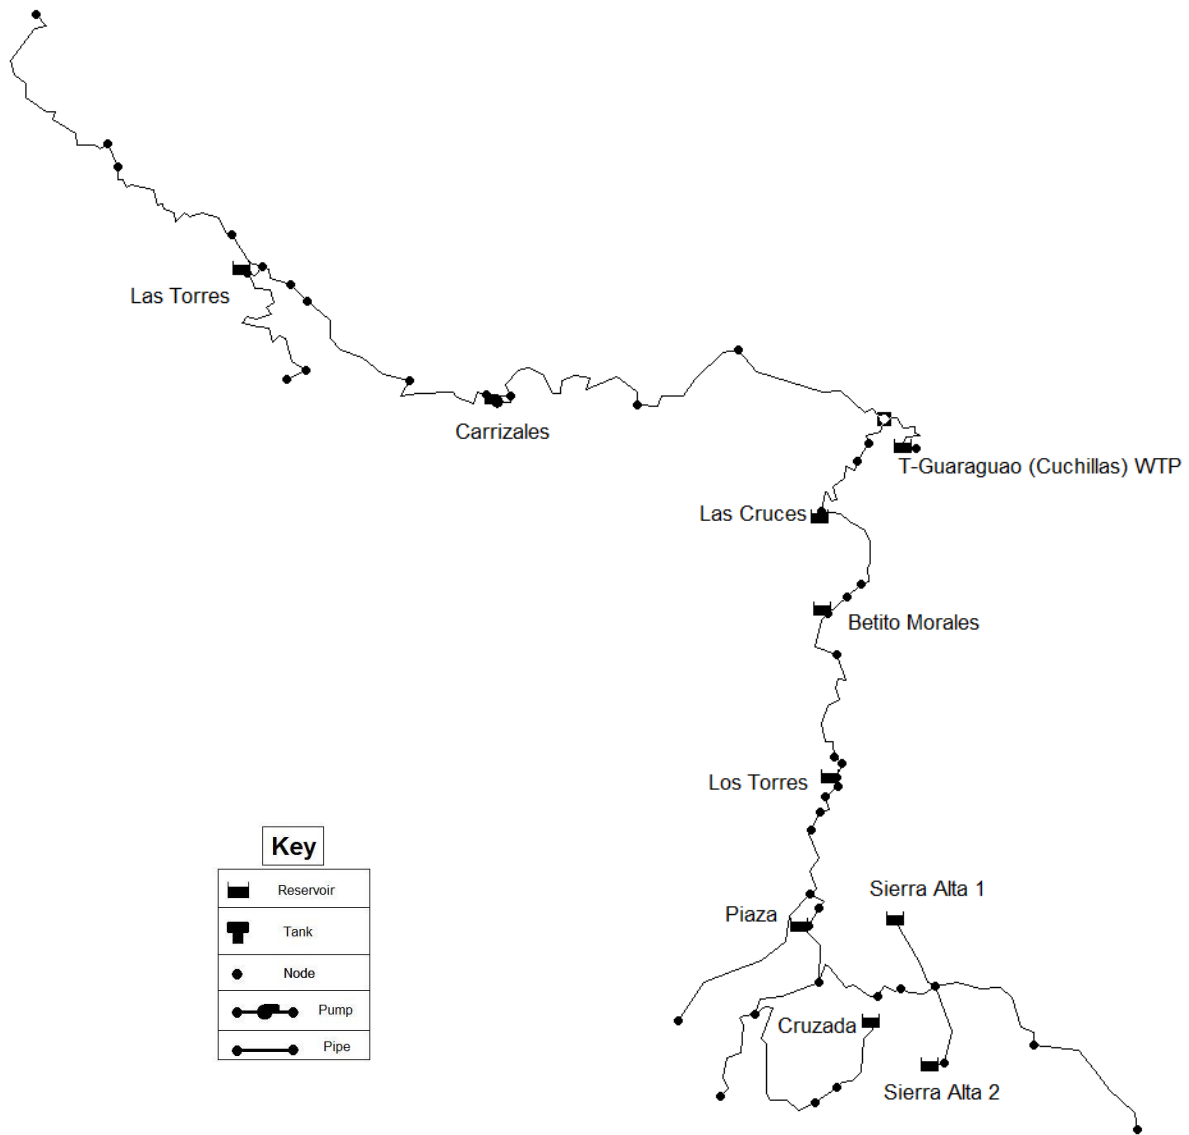 Las Torres
Carrizales
T-Guaraguao (Cuchillas) WTP
Las Cruces
Betito Morales
Los Torres
Key
Reservoir
Tank
Node
Pump
Pipe
Sierra Alta 1
Piaza
Cruzada
Sierra Alta 2